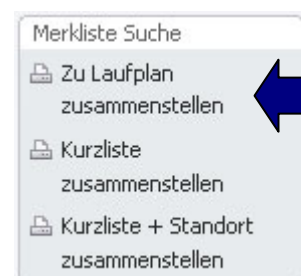 Merkliste Suche
Zu Laufplan
zusammenstellen
Kurzliste
zusammenstellen
Kurzliste + Standort
zusammenstellen